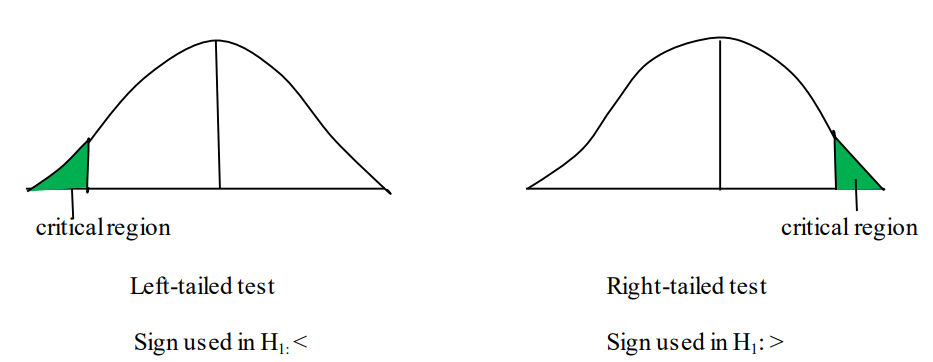 critical region
critical region
Left-tailed test
Right-tailed test
Sign used in H₁: <
Sign used in H₁: >